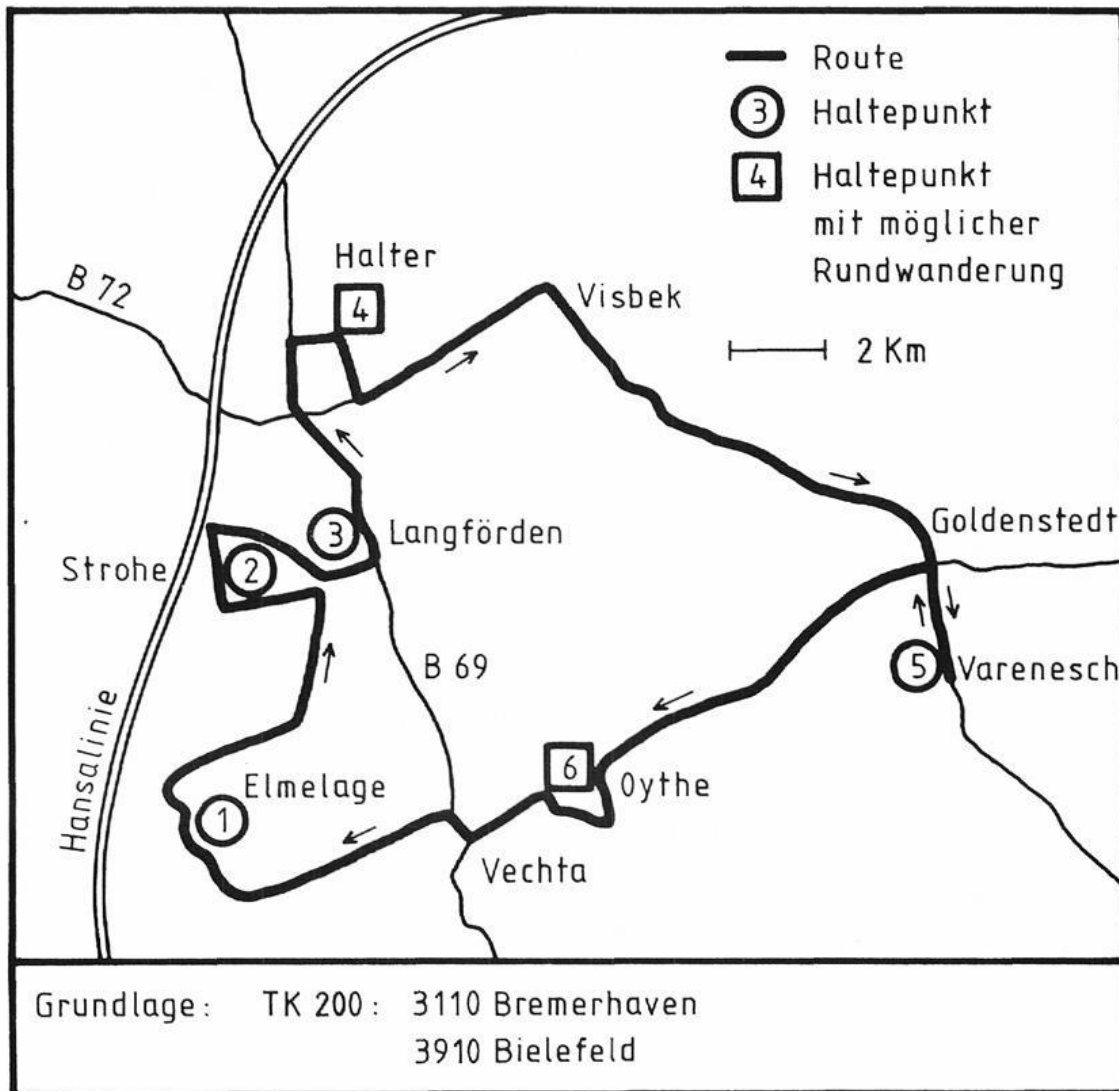 Route
3 Haltepunkt
4 Haltepunkt
mit möglicher
Rundwanderung
2 Km
Halter
4
B 72
Visbek
3 Langförden
Goldenstedt
Strohe
2
B 69
5 Varenesch
Hansalinie
Elmelage
1
6
Oythe
Vechta
Grundlage: TK 200: 3110 Bremerhaven
3910 Bielefeld